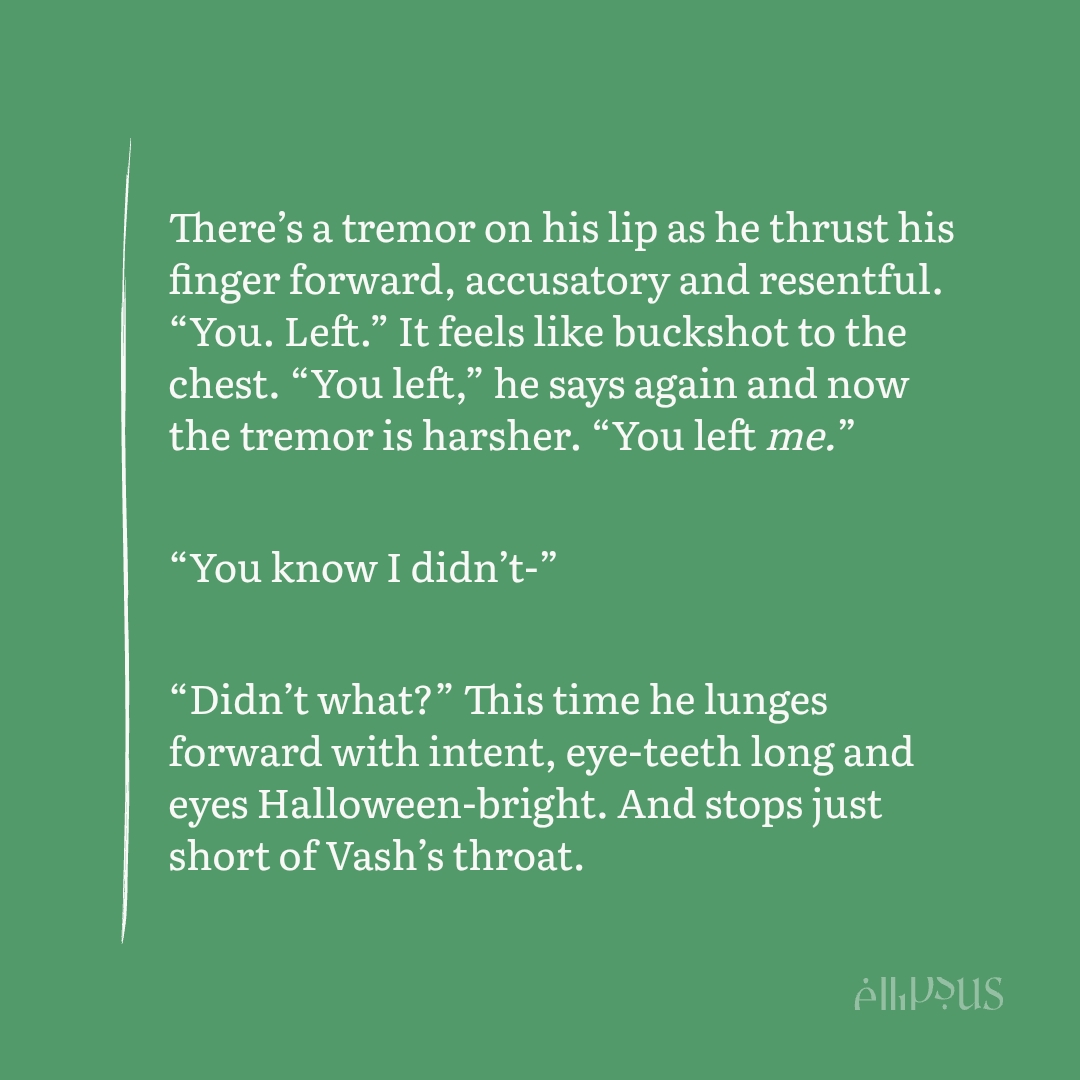 There’s a tremor on his lip as he thrust his
finger forward, accusatory and resentful.
“You. Left.” It feels like buckshot to the
chest. “You left,” he says again and now
the tremor is harsher. “You left me.”
“You know I didn’t-”
“Didn’t what?” This time he lunges
forward with intent, eye-teeth long and
eyes Halloween-bright. And stops just
short of Vash’s throat.
ellipsus